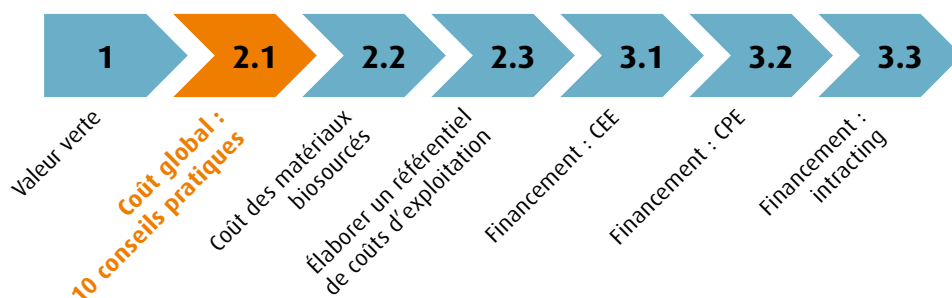 1
2.1
2.2
2.3
3.1
3.2
3.3
Valeur verte
Coût global :
10 conseils pratiques
Coût des matériaux
biosourcés
Élaborer un référentiel
de coûts d'exploitation
Financement : CEE
Financement : CPE
Financement :
intracting